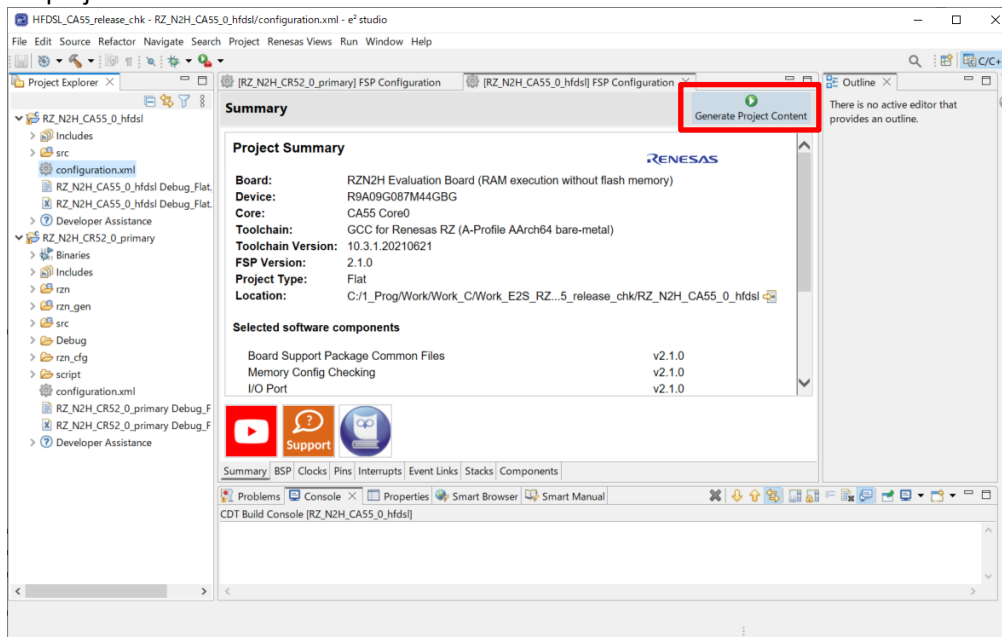 HFDSL_CA55_release_chk - RZ_N2H_CA55_0_hfdsl/configuration.xml - e² studio
File Edit Source Refactor Navigate Search Project Renesas Views Run Window Help
C/C+
Project Explorer
[RZ_N2H_CR52_0_primary] FSP Configuration
[RZ_N2H_CA55_0_hfdsl] FSP Configuration
Outline
RZ_N2H_CA55_0_hfdsl
Includes
src
configuration.xml
RZ_N2H_CA55_0_hfdsl Debug_Flat.
RZ_N2H_CA55_0_hfdsl Debug_Flat.
Developer Assistance
RZ_N2H_CR52_0_primary
Binaries
Includes
rzn
rzn_gen
src
Debug
rzn_cfg
script
configuration.xml
RZ_N2H_CR52_0_primary Debug_F
RZ_N2H_CR52_0_primary Debug_F
Developer Assistance
Summary
Generate Project Content
Project Summary
RENESAS
Board: RZN2H Evaluation Board (RAM execution without flash memory)
Device: R9A09G087M44GBG
Core: CA55 Core0
Toolchain: GCC for Renesas RZ (A-Profile AArch64 bare-metal)
Toolchain Version: 10.3.1.20210621
FSP Version: 2.1.0
Project Type: Flat
Location: C:/1_Prog/Work/Work_C/Work_E2S_RZ...5_release_chk/RZ_N2H_CA55_0_hfdsl
Selected software components
Board Support Package Common Files v2.1.0
Memory Config Checking v2.1.0
I/O Port v2.1.0
Support
Summary BSP Clocks Pins Interrupts Event Links Stacks Components
There is no active editor that
provides an outline.
Problems Console Properties Smart Browser Smart Manual
CDT Build Console [RZ_N2H_CA55_0_hfdsl]